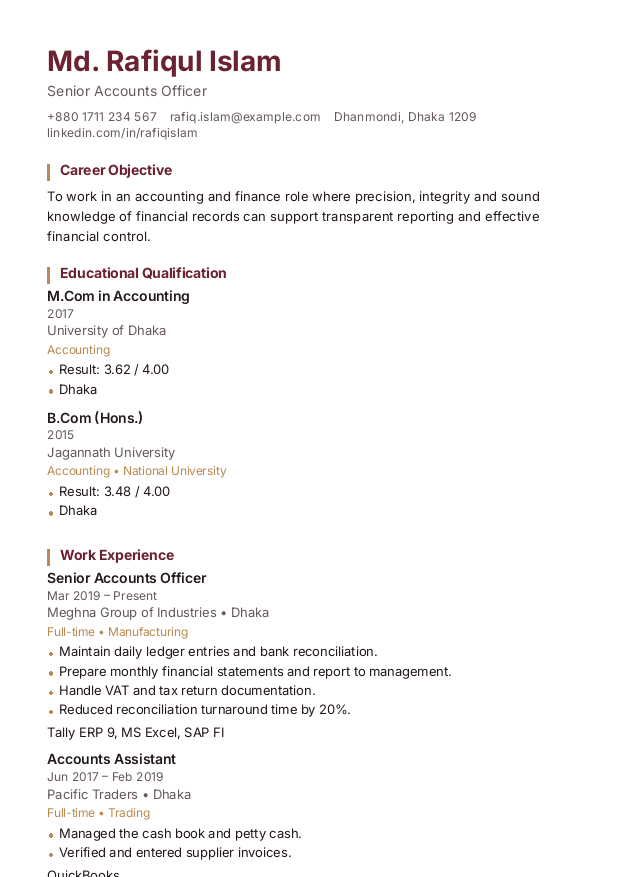 Md. Rafiqul Islam
Senior Accounts Officer
+880 1711 234 567 rafiq.islam@example.com Dhanmondi, Dhaka 1209
linkedin.com/in/rafiqislam
Career Objective
To work in an accounting and finance role where precision, integrity and sound
knowledge of financial records can support transparent reporting and effective
financial control.
Educational Qualification
M.Com in Accounting
2017
University of Dhaka
Accounting
• Result: 3.62 / 4.00
• Dhaka
B.Com (Hons.)
2015
Jagannath University
Accounting • National University
• Result: 3.48 / 4.00
• Dhaka
Work Experience
Senior Accounts Officer
Mar 2019 – Present
Meghna Group of Industries • Dhaka
Full-time • Manufacturing
• Maintain daily ledger entries and bank reconciliation.
• Prepare monthly financial statements and report to management.
• Handle VAT and tax return documentation.
• Reduced reconciliation turnaround time by 20%.
Tally ERP 9, MS Excel, SAP FI
Accounts Assistant
Jun 2017 – Feb 2019
Pacific Traders • Dhaka
Full-time • Trading
• Managed the cash book and petty cash.
• Verified and entered supplier invoices.
QuickBooks